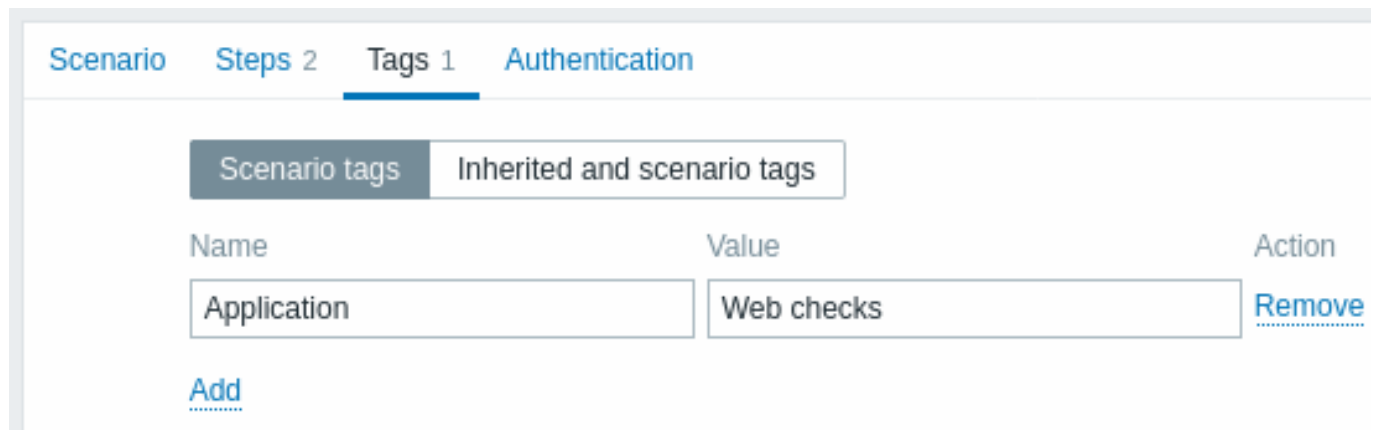 Scenario Steps 2 Tags 1 Authentication
Scenario tags Inherited and scenario tags
Name Value Action
Application Web checks Remove
Add